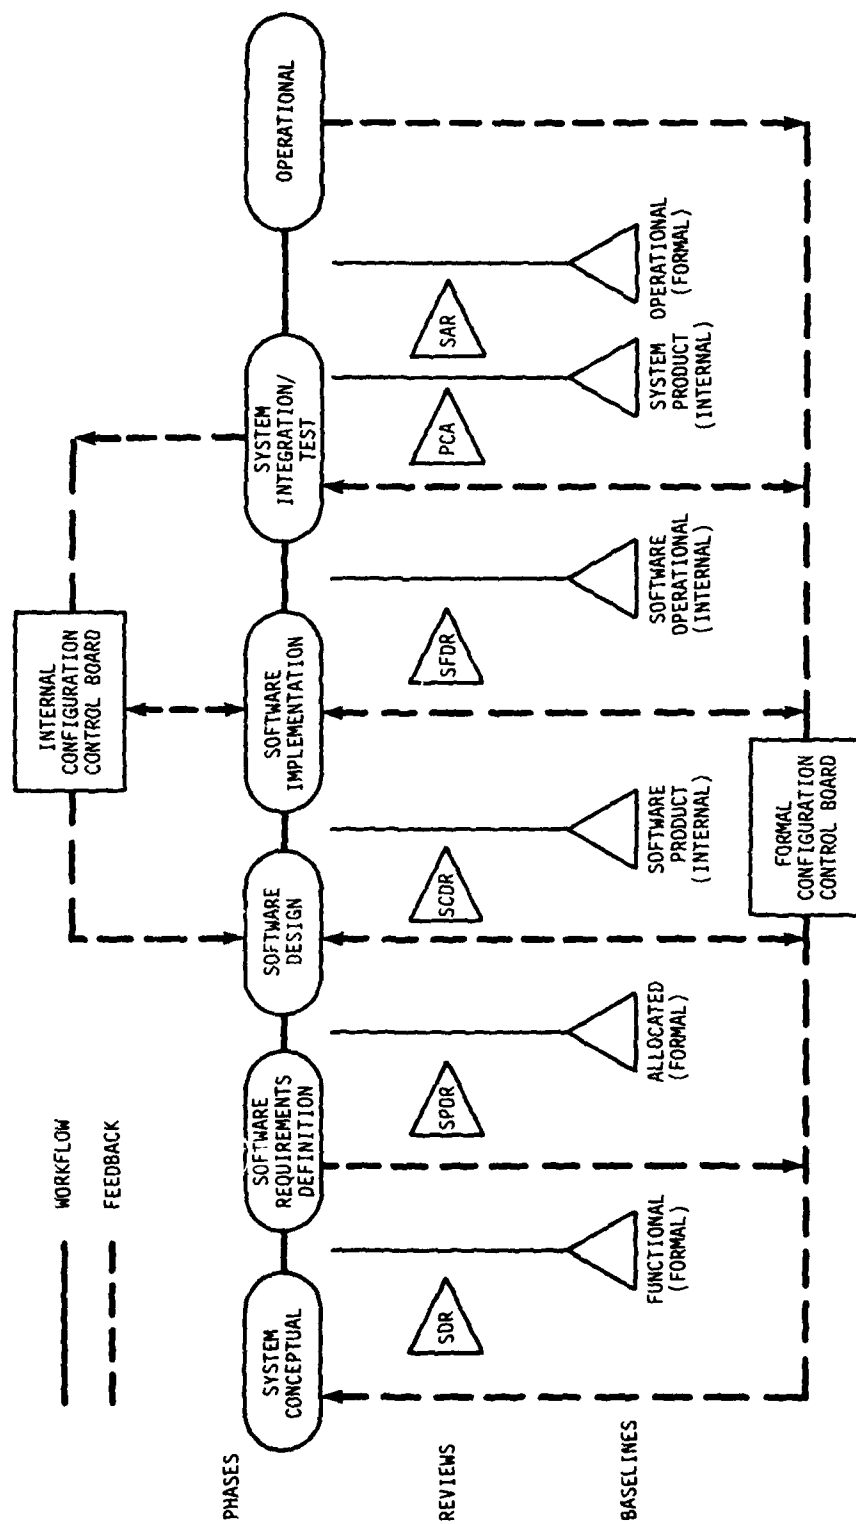 WORKFLOW
FEEDBACK
INTERNAL
CONFIGURATION
CONTROL BOARD
PHASES
SYSTEM
CONCEPTUAL
SOFTWARE
REQUIREMENTS
DEFINITION
SOFTWARE
DESIGN
SOFTWARE
IMPLEMENTATION
SYSTEM
INTEGRATION/
TEST
OPERATIONAL
REVIEWS
SDR
SPDR
SCDR
SFDR
PCA
SAR
BASELINES
FUNCTIONAL
(FORMAL)
ALLOCATED
(FORMAL)
SOFTWARE
PRODUCT
(INTERNAL)
SOFTWARE
OPERATIONAL
(INTERNAL)
SYSTEM
PRODUCT
(INTERNAL)
OPERATIONAL
(FORMAL)
FORMAL
CONFIGURATION
CONTROL BOARD